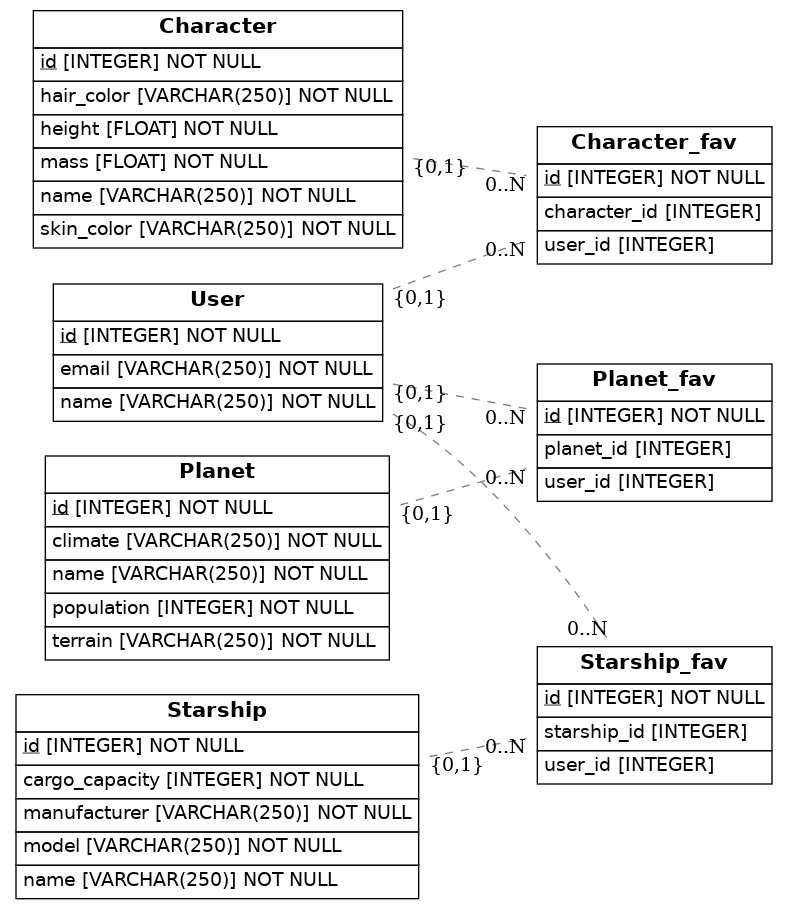 Character
id [INTEGER] NOT NULL
hair_color [VARCHAR(250)] NOT NULL
height [FLOAT] NOT NULL
mass [FLOAT] NOT NULL
name [VARCHAR(250)] NOT NULL
skin_color [VARCHAR(250)] NOT NULL
{0,1}
0..N
Character_fav
id [INTEGER] NOT NULL
character_id [INTEGER]
user_id [INTEGER]
0..N
{0,1}
User
id [INTEGER] NOT NULL
email [VARCHAR(250)] NOT NULL
name [VARCHAR(250)] NOT NULL
{0,1}
{0,1}
0..N
Planet_fav
id [INTEGER] NOT NULL
planet_id [INTEGER]
user_id [INTEGER]
0..N
{0,1}
Planet
id [INTEGER] NOT NULL
climate [VARCHAR(250)] NOT NULL
name [VARCHAR(250)] NOT NULL
population [INTEGER] NOT NULL
terrain [VARCHAR(250)] NOT NULL
0..N
Starship_fav
id [INTEGER] NOT NULL
starship_id [INTEGER]
user_id [INTEGER]
0..N
{0,1}
Starship
id [INTEGER] NOT NULL
cargo_capacity [INTEGER] NOT NULL
manufacturer [VARCHAR(250)] NOT NULL
model [VARCHAR(250)] NOT NULL
name [VARCHAR(250)] NOT NULL